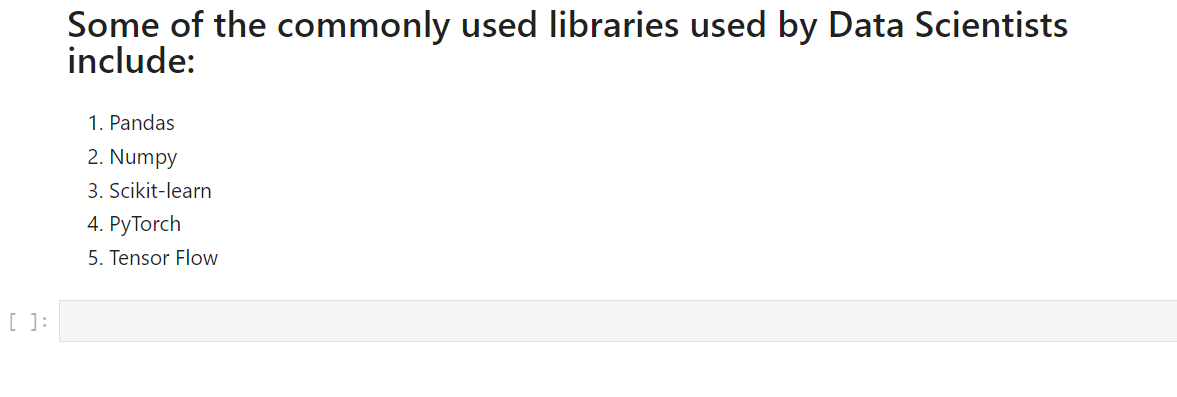 Some of the commonly used libraries used by Data Scientists
include:
1. Pandas
2. Numpy
3. Scikit-learn
4. PyTorch
5. Tensor Flow
[ ]: